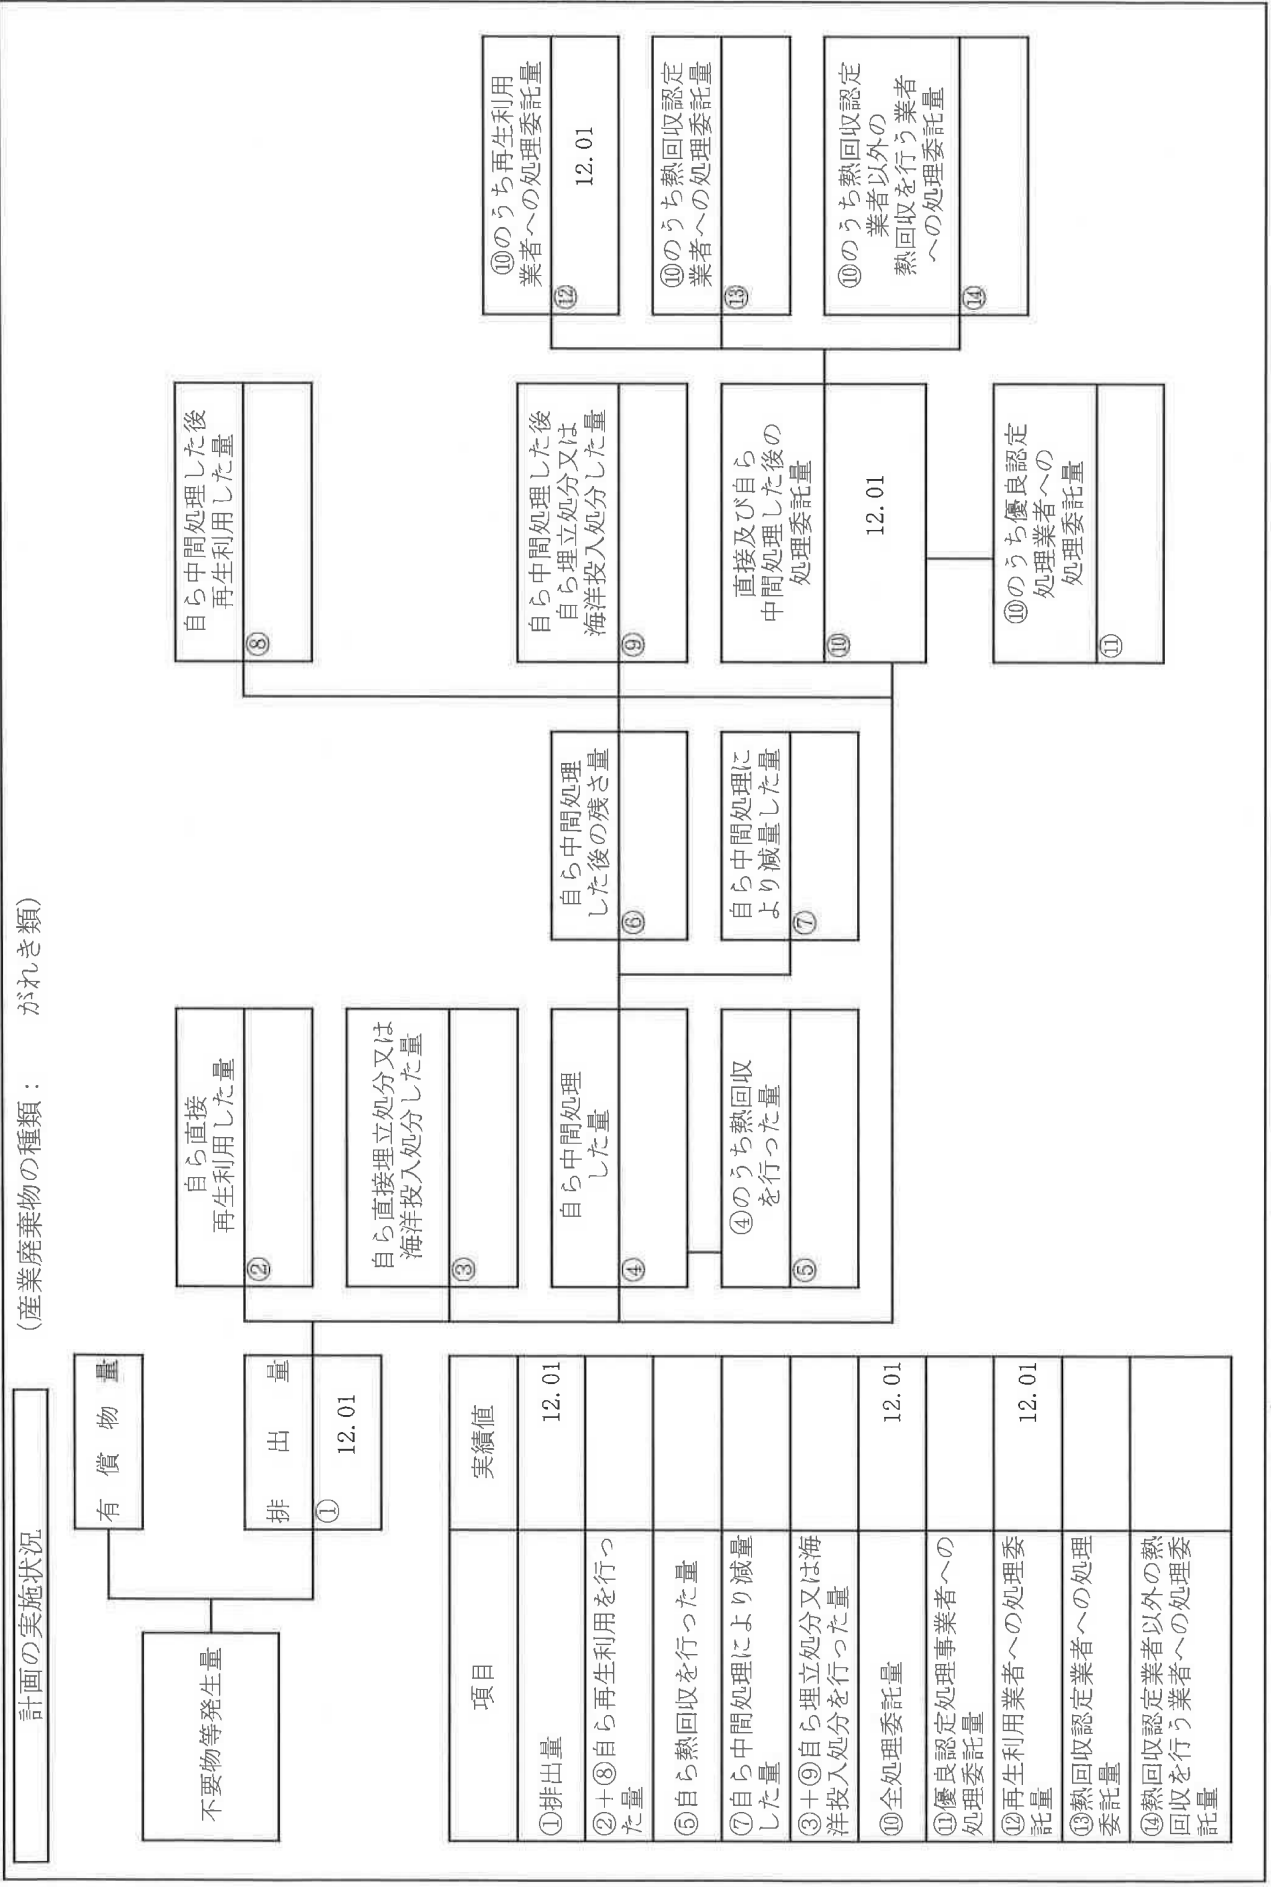 計画の実施状況
(産業廃棄物の種類: がれき類)
不要物等発生量
有償物量
排出量
①
12.01
自ら直接
再生利用した量
②
自ら直接埋立処分又は
海洋投入処分した量
③
自ら中間処理
した量
④
④のうち熱回収
を行った量
⑤
自ら中間処理
した後の残さ量
⑥
自ら中間処理に
より減量した量
⑦
自ら中間処理した後
再生利用した量
⑧
自ら中間処理した後
自ら埋立処分又は
海洋投入処分した量
⑨
直接及び自ら
中間処理した後の
処理委託量
⑩
12.01
⑩のうち優良認定
処理業者への
処理委託量
⑪
⑩のうち再生利用
業者への処理委託量
⑫
12.01
⑩のうち熱回収認定
業者への処理委託量
⑬
⑩のうち熱回収認定
業者以外の
熱回収を行う業者
への処理委託量
⑭
項目 実績値
①排出量 12.01
②+⑧自ら再生利用を行っ
た量
⑤自ら熱回収を行った量
⑦自ら中間処理により減量
した量
③+⑨自ら埋立処分又は海
洋投入処分を行った量
⑩全処理委託量 12.01
⑪優良認定処理事業者への
処理委託量
⑫再生利用業者への処理委
託量 12.01
⑬熱回収認定業者への処理
委託量
⑭熱回収認定業者以外の熱
回収を行う業者への処理委
託量